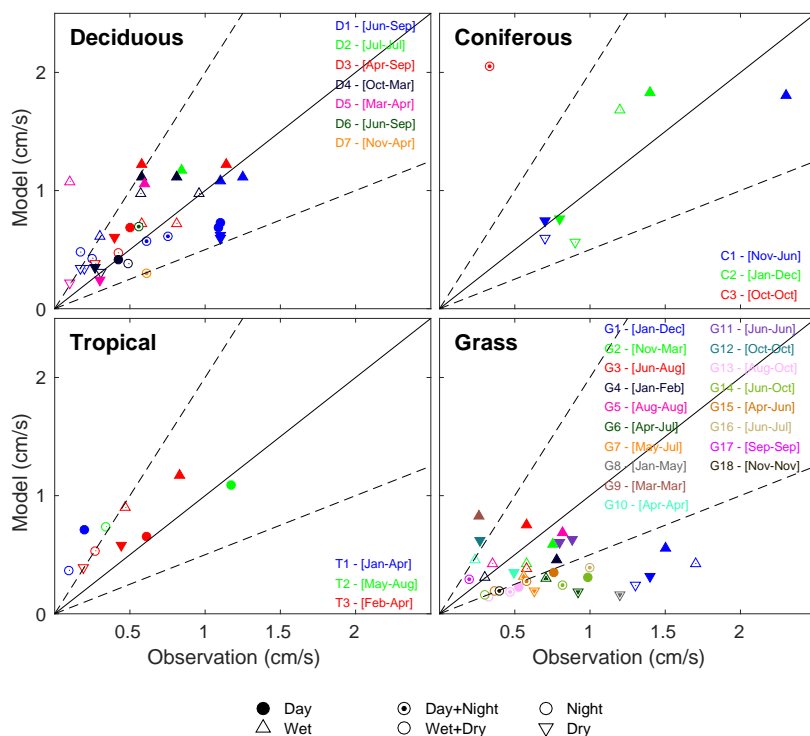 Deciduous
D1 - [Jun-Sep]
D2 - [Jul-Jul]
D3 - [Apr-Sep]
D4 - [Oct-Mar]
D5 - [Mar-Apr]
D6 - [Jun-Sep]
D7 - [Nov-Apr]
2
1
0
Model (cm/s)
Coniferous
C1 - [Nov-Jun]
C2 - [Jan-Dec]
C3 - [Oct-Oct]
Tropical
T1 - [Jan-Apr]
T2 - [May-Aug]
T3 - [Feb-Apr]
2
1
0
Model (cm/s)
0.5 1 1.5 2
Observation (cm/s)
Grass
G1 - [Jan-Dec]
G2 - [Nov-Mar]
G3 - [Jun-Aug]
G4 - [Jan-Feb]
G5 - [Aug-Aug]
G6 - [Apr-Jul]
G7 - [May-Jul]
G8 - [Jan-May]
G9 - [Mar-Mar]
G10 - [Apr-Apr]
G11 - [Jun-Jun]
G12 - [Oct-Oct]
G13 - [Aug-Oct]
G14 - [Jun-Oct]
G15 - [Apr-Jun]
G16 - [Jun-Jul]
G17 - [Sep-Sep]
G18 - [Nov-Nov]
0.5 1 1.5 2
Observation (cm/s)
Day Day+Night Night
Wet Wet+Dry Dry